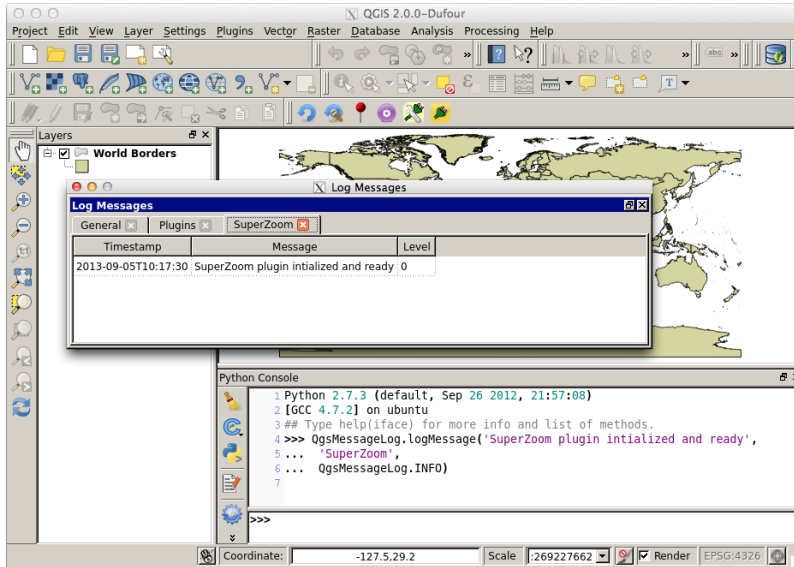 QGIS 2.0.0-Dufour
Project Edit View Layer Settings Plugins Vector Raster Database Analysis Processing Help
abc
Layers
World Borders
Log Messages
Log Messages
General Plugins SuperZoom
Timestamp Message Level
2013-09-05T10:17:30 SuperZoom plugin intialized and ready 0
Python Console
1 Python 2.7.3 (default, Sep 26 2012, 21:57:08)
2 [GCC 4.7.2] on ubuntu
3 ## Type help(iface) for more info and list of methods.
4 >>> QgsMessageLog.logMessage('SuperZoom plugin intialized and ready',
5 ... 'SuperZoom',
6 ... QgsMessageLog.INFO)
7
>>>
Coordinate: -127.5,29.2 Scale :269227662 Render EPSG:4326